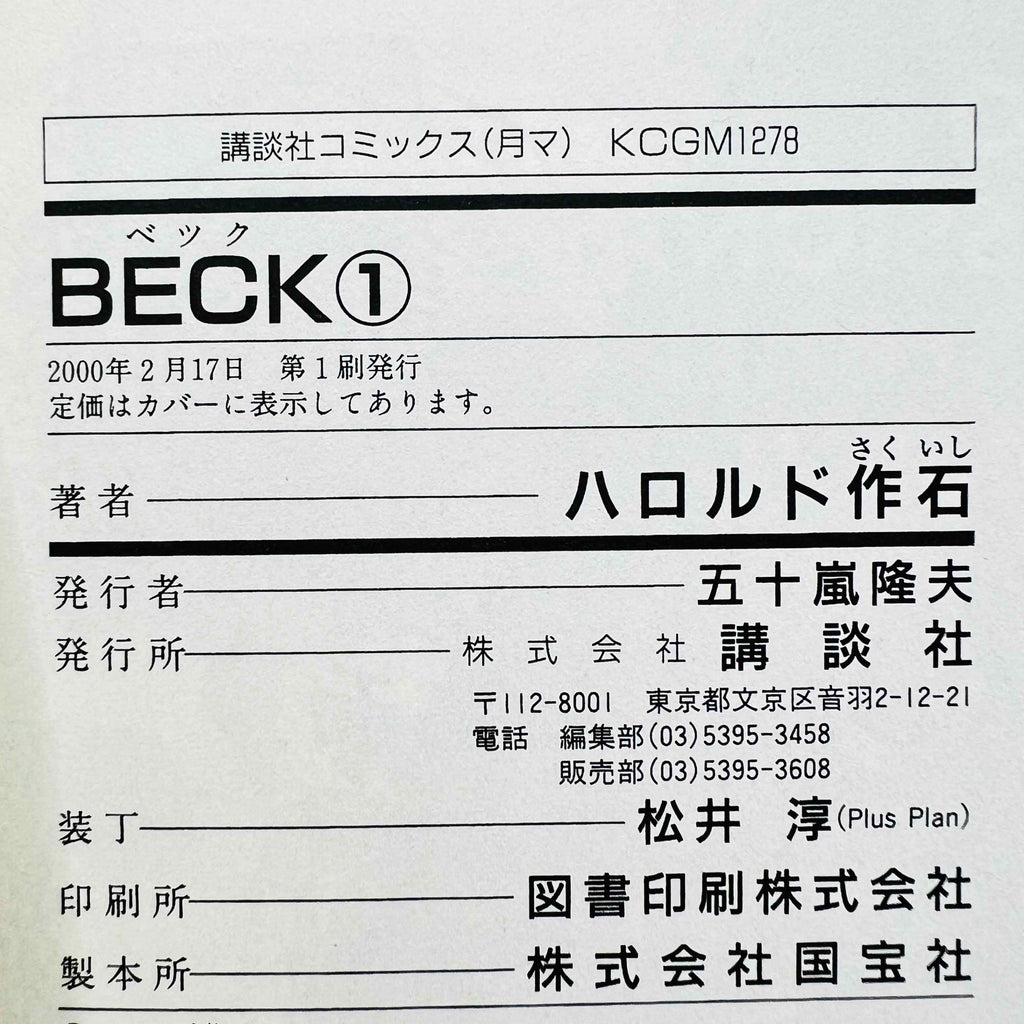 講談社コミックス(月マ) KCGM1278
ベック
BECK①
2000年2月17日 第1刷発行
定価はカバーに表示してあります。
さくいし
著者 ハロルド作石
発行者 五十嵐隆夫
発行所 株式会社 講談社
〒112-8001 東京都文京区音羽2-12-21
電話 編集部(03)5395-3458
販売部(03)5395-3608
装丁 松井 淳(Plus Plan)
印刷所 図書印刷株式会社
製本所 株式会社国宝社